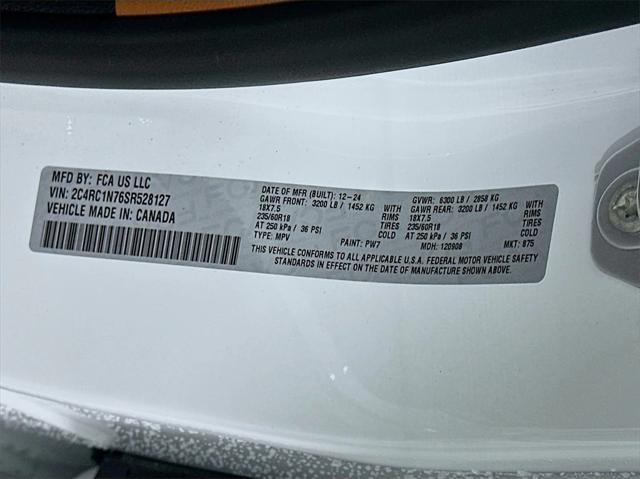 MFD BY: FCA US LLC
VIN: 2C4RC1N76SR528127
VEHICLE MADE IN: CANADA
DATE OF MFR (BUILT): 12-24
GAWR FRONT: 3200 LB / 1452 KG WITH
18X7.5 RIMS
235/60R18 TIRES
AT 250 kPa / 36 PSI COLD
TYPE: MPV PAINT: PW7
GVWR: 6300 LB / 2858 KG
GAWR REAR: 3200 LB / 1452 KG WITH
18X7.5 RIMS
235/60R18 TIRES
AT 250 kPa / 36 PSI COLD
MDH: 120908 MKT: 875
THIS VEHICLE CONFORMS TO ALL APPLICABLE U.S.A. FEDERAL MOTOR VEHICLE SAFETY
STANDARDS IN EFFECT ON THE DATE OF MANUFACTURE SHOWN ABOVE.